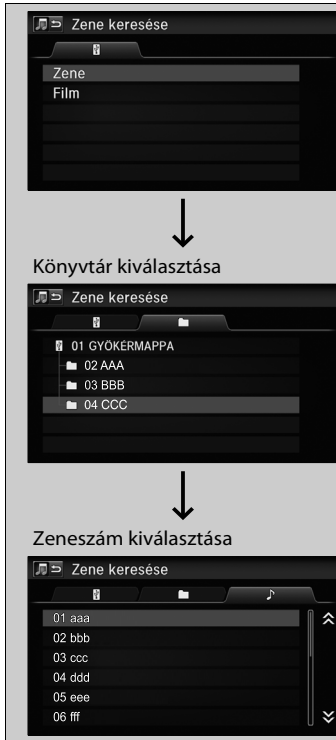 Zene keresése
Zene
Film
Könyvtár kiválasztása
Zene keresése
01 GYÖKÉRMAPPA
02 AAA
03 BBB
04 CCC
Zeneszám kiválasztása
Zene keresése
01 aaa
02 bbb
03 ccc
04 ddd
05 eee
06 fff